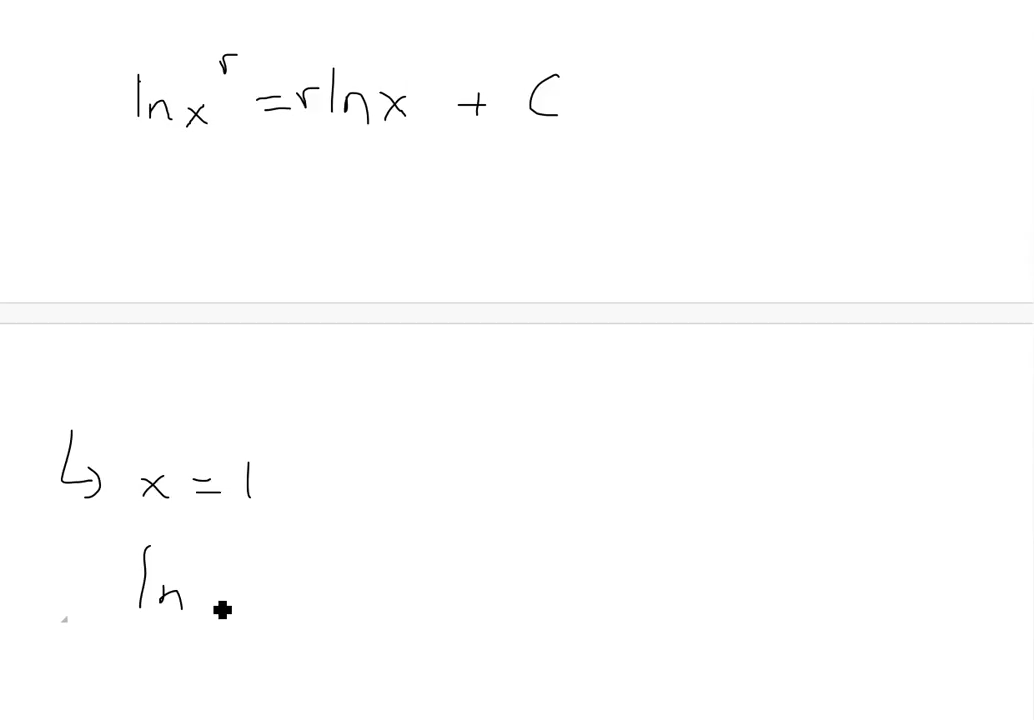 ln x^r = r ln x + C
↳ x = 1
ln